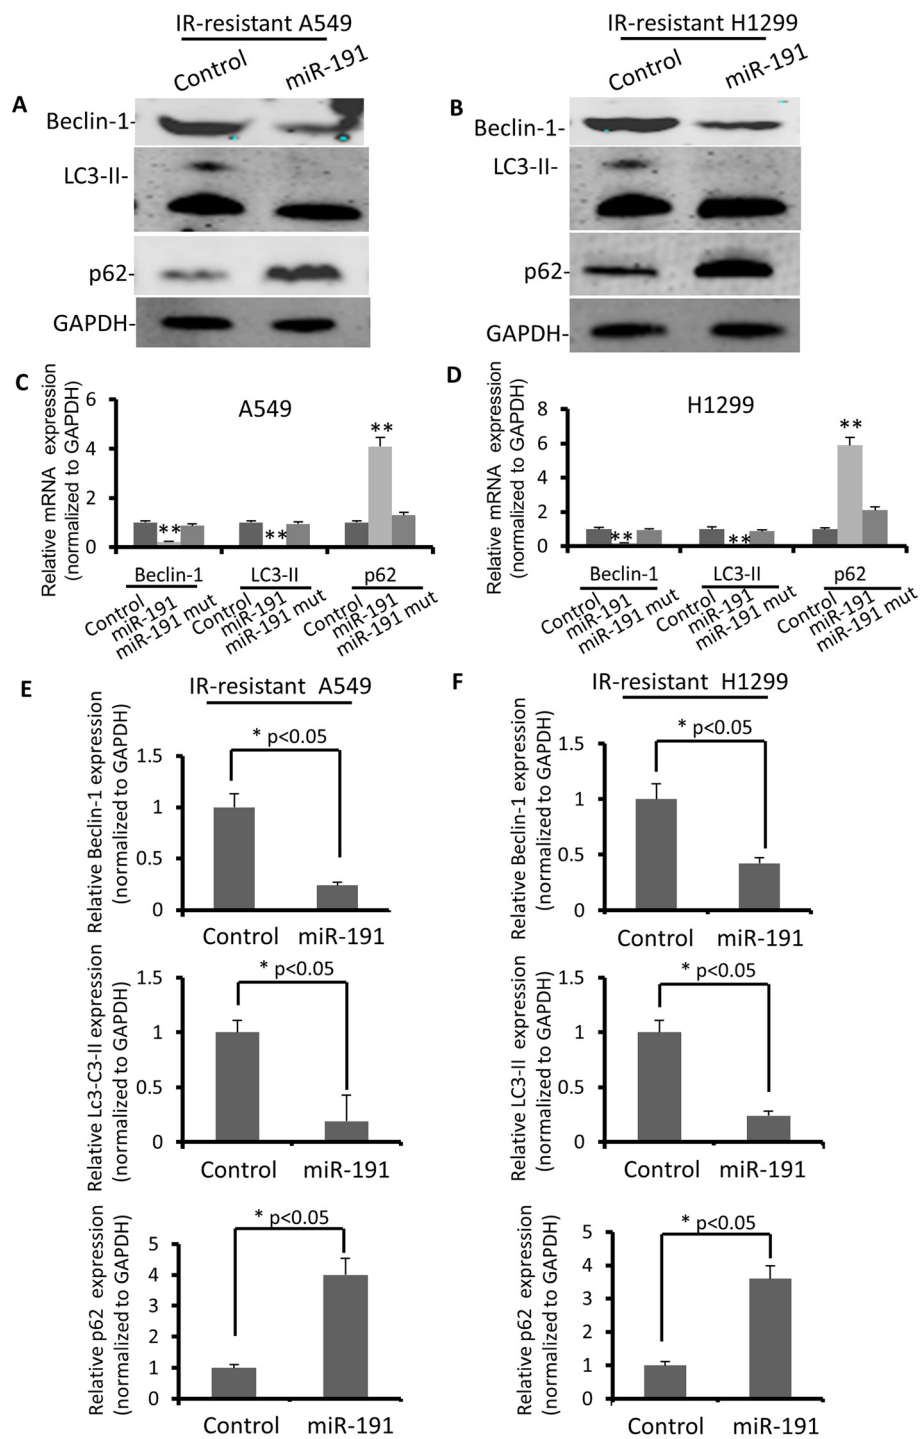 IR-resistant A549
Control miR-191
A
Beclin-1-
LC3-II-
p62-
GAPDH-
IR-resistant H1299
Control miR-191
B
Beclin-1-
LC3-II-
p62-
GAPDH-
C
Relative mRNA expression
(normalized to GAPDH)
A549
6
4
2
0
**
**
**
Beclin-1 LC3-II p62
Control miR-191 miR-191 mut Control miR-191 miR-191 mut Control miR-191 miR-191 mut
D
Relative mRNA expression
(normalized to GAPDH)
H1299
8
6
4
2
0
**
**
**
Beclin-1 LC3-II p62
Control miR-191 miR-191 mut Control miR-191 miR-191 mut Control miR-191 miR-191 mut
E
IR-resistant A549
Relative Beclin-1 expression
(normalized to GAPDH)
* p<0.05
1.5
1
0.5
0
Control miR-191
Relative Lc3-C3-II expression
(normalized to GAPDH)
* p<0.05
1.5
1
0.5
0
Control miR-191
Relative p62 expression
(normalized to GAPDH)
* p<0.05
5
4
3
2
1
0
Control miR-191
F
IR-resistant H1299
Relative Beclin-1 expression
(normalized to GAPDH)
* p<0.05
1.5
1
0.5
0
Control miR-191
Relative LC3-II expression
(normalized to GAPDH)
* p<0.05
1.5
1
0.5
0
Control miR-191
Relative p62 expression
(normalized to GAPDH)
* p<0.05
5
4
3
2
1
0
Control miR-191